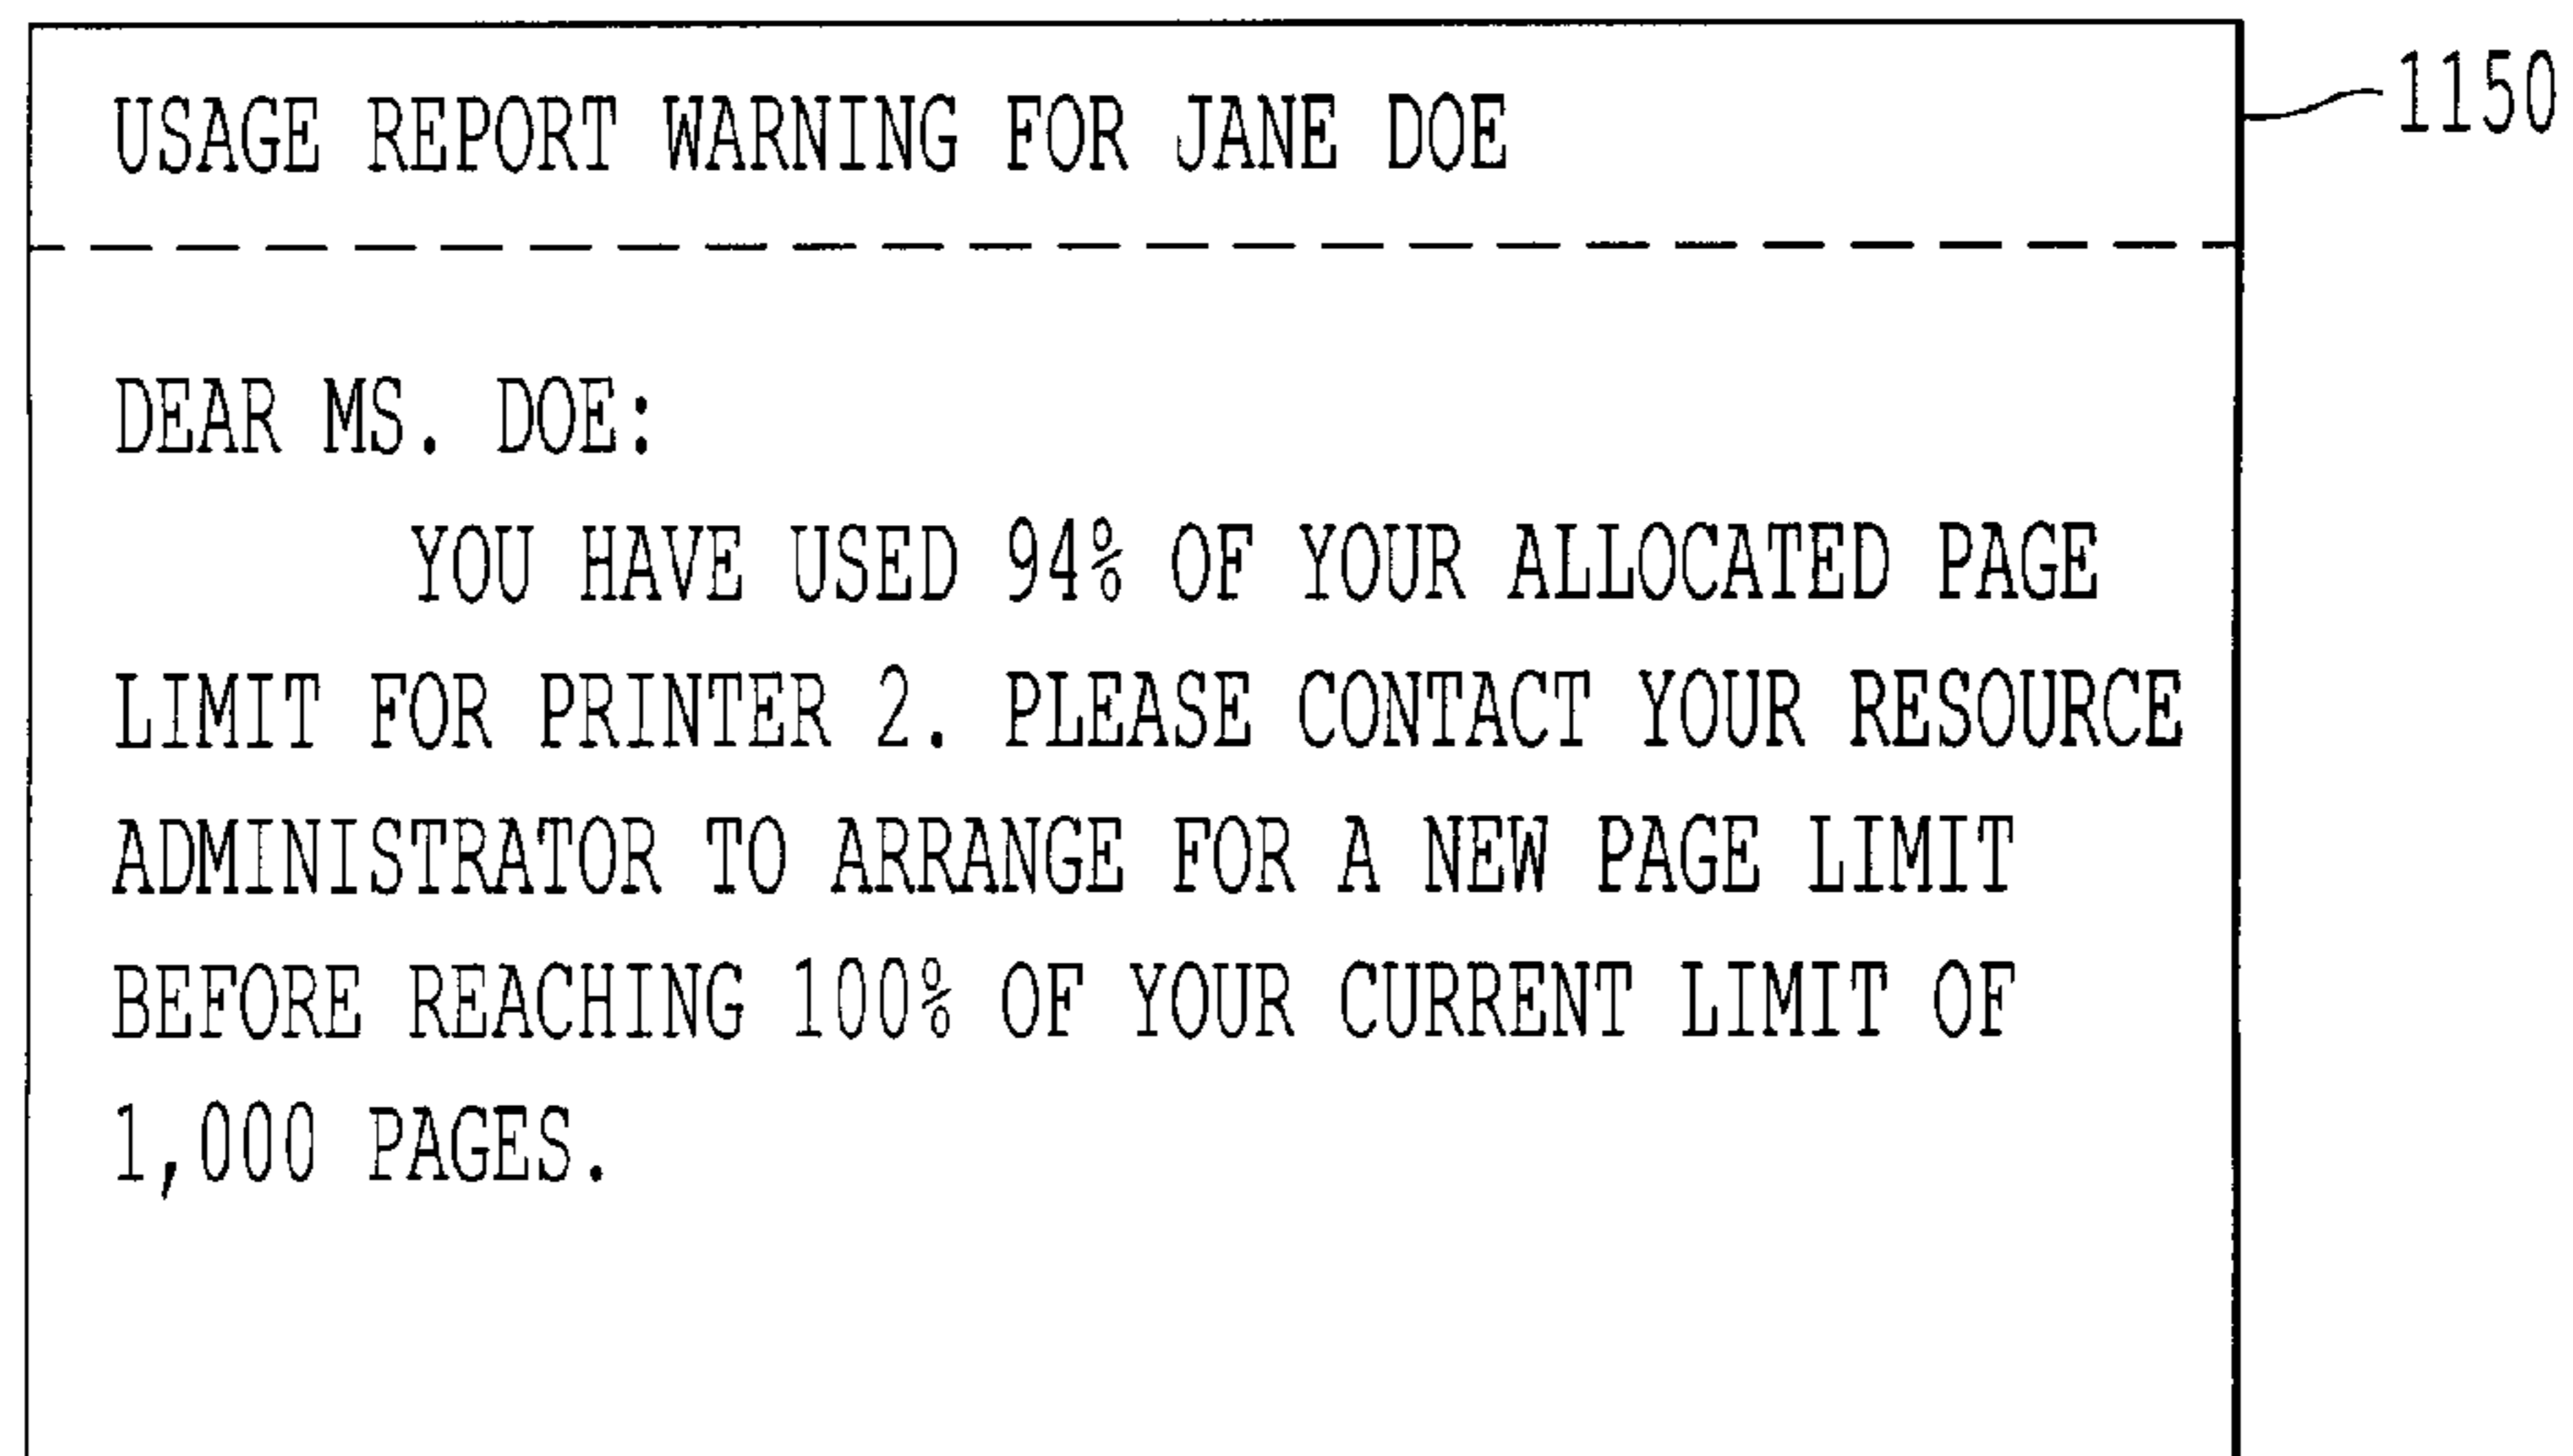 USAGE REPORT WARNING FOR JANE DOE
1150
DEAR MS. DOE:
YOU HAVE USED 94% OF YOUR ALLOCATED PAGE
LIMIT FOR PRINTER 2. PLEASE CONTACT YOUR RESOURCE
ADMINISTRATOR TO ARRANGE FOR A NEW PAGE LIMIT
BEFORE REACHING 100% OF YOUR CURRENT LIMIT OF
1,000 PAGES.